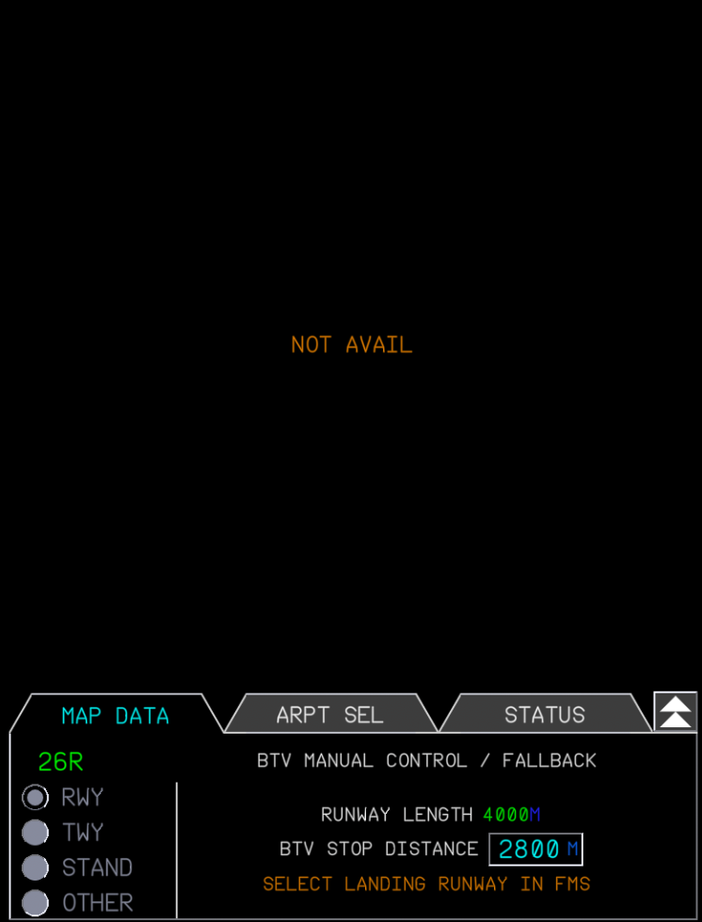 NOT AVAIL
MAP DATA
ARPT SEL
STATUS
26R
RWY
TWY
STAND
OTHER
BTV MANUAL CONTROL / FALLBACK
RUNWAY LENGTH 4000M
BTV STOP DISTANCE 2800 M
SELECT LANDING RUNWAY IN FMS